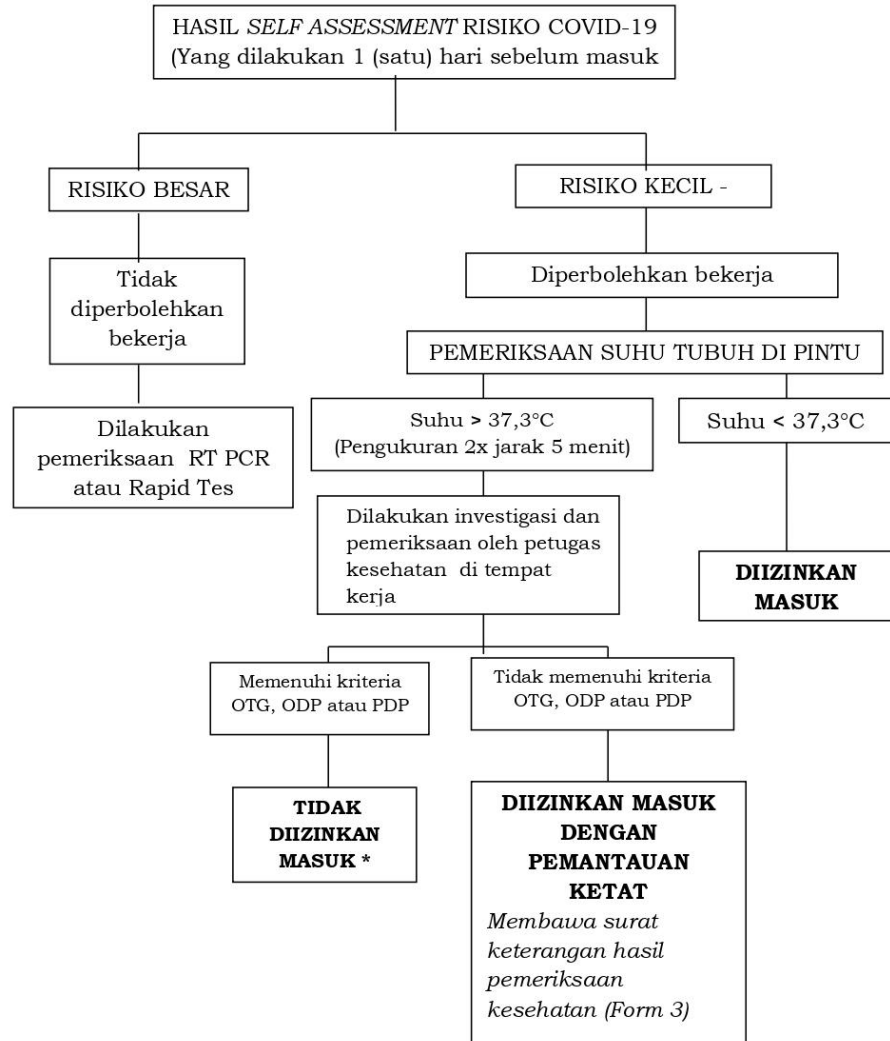 HASIL SELF ASSESSMENT RISIKO COVID-19
(Yang dilakukan 1 (satu) hari sebelum masuk
RISIKO BESAR
RISIKO KECIL -
Tidak
diperbolehkan
bekerja
Diperbolehkan bekerja
PEMERIKSAAN SUHU TUBUH DI PINTU
Dilakukan
pemeriksaan RT PCR
atau Rapid Tes
Suhu > 37,3°C
(Pengukuran 2x jarak 5 menit)
Suhu < 37,3°C
Dilakukan investigasi dan
pemeriksaan oleh petugas
kesehatan di tempat
kerja
DIIZINKAN
MASUK
Memenuhi kriteria
OTG, ODP atau PDP
Tidak memenuhi kriteria
OTG, ODP atau PDP
TIDAK
DIIZINKAN
MASUK *
DIIZINKAN MASUK
DENGAN
PEMANTAUAN
KETAT
Membawa surat
keterangan hasil
pemeriksaan
kesehatan (Form 3)